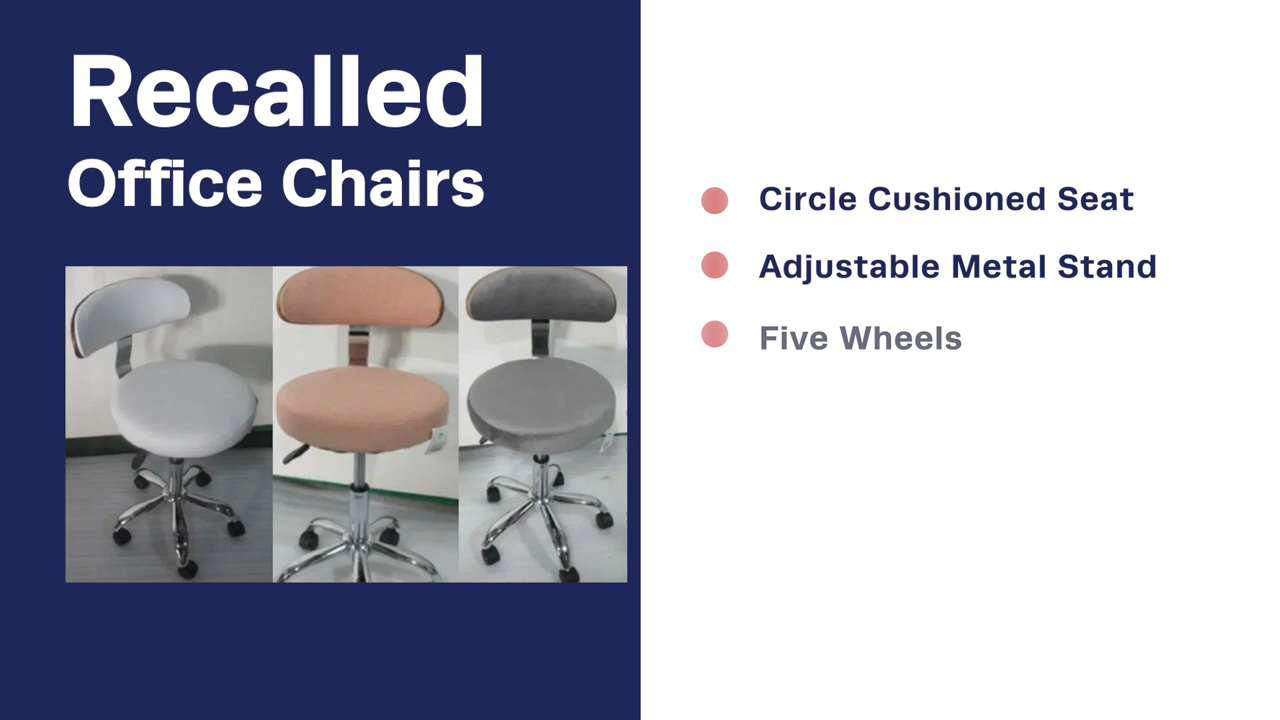 Recalled
Office Chairs
Circle Cushioned Seat
Adjustable Metal Stand
Five Wheels